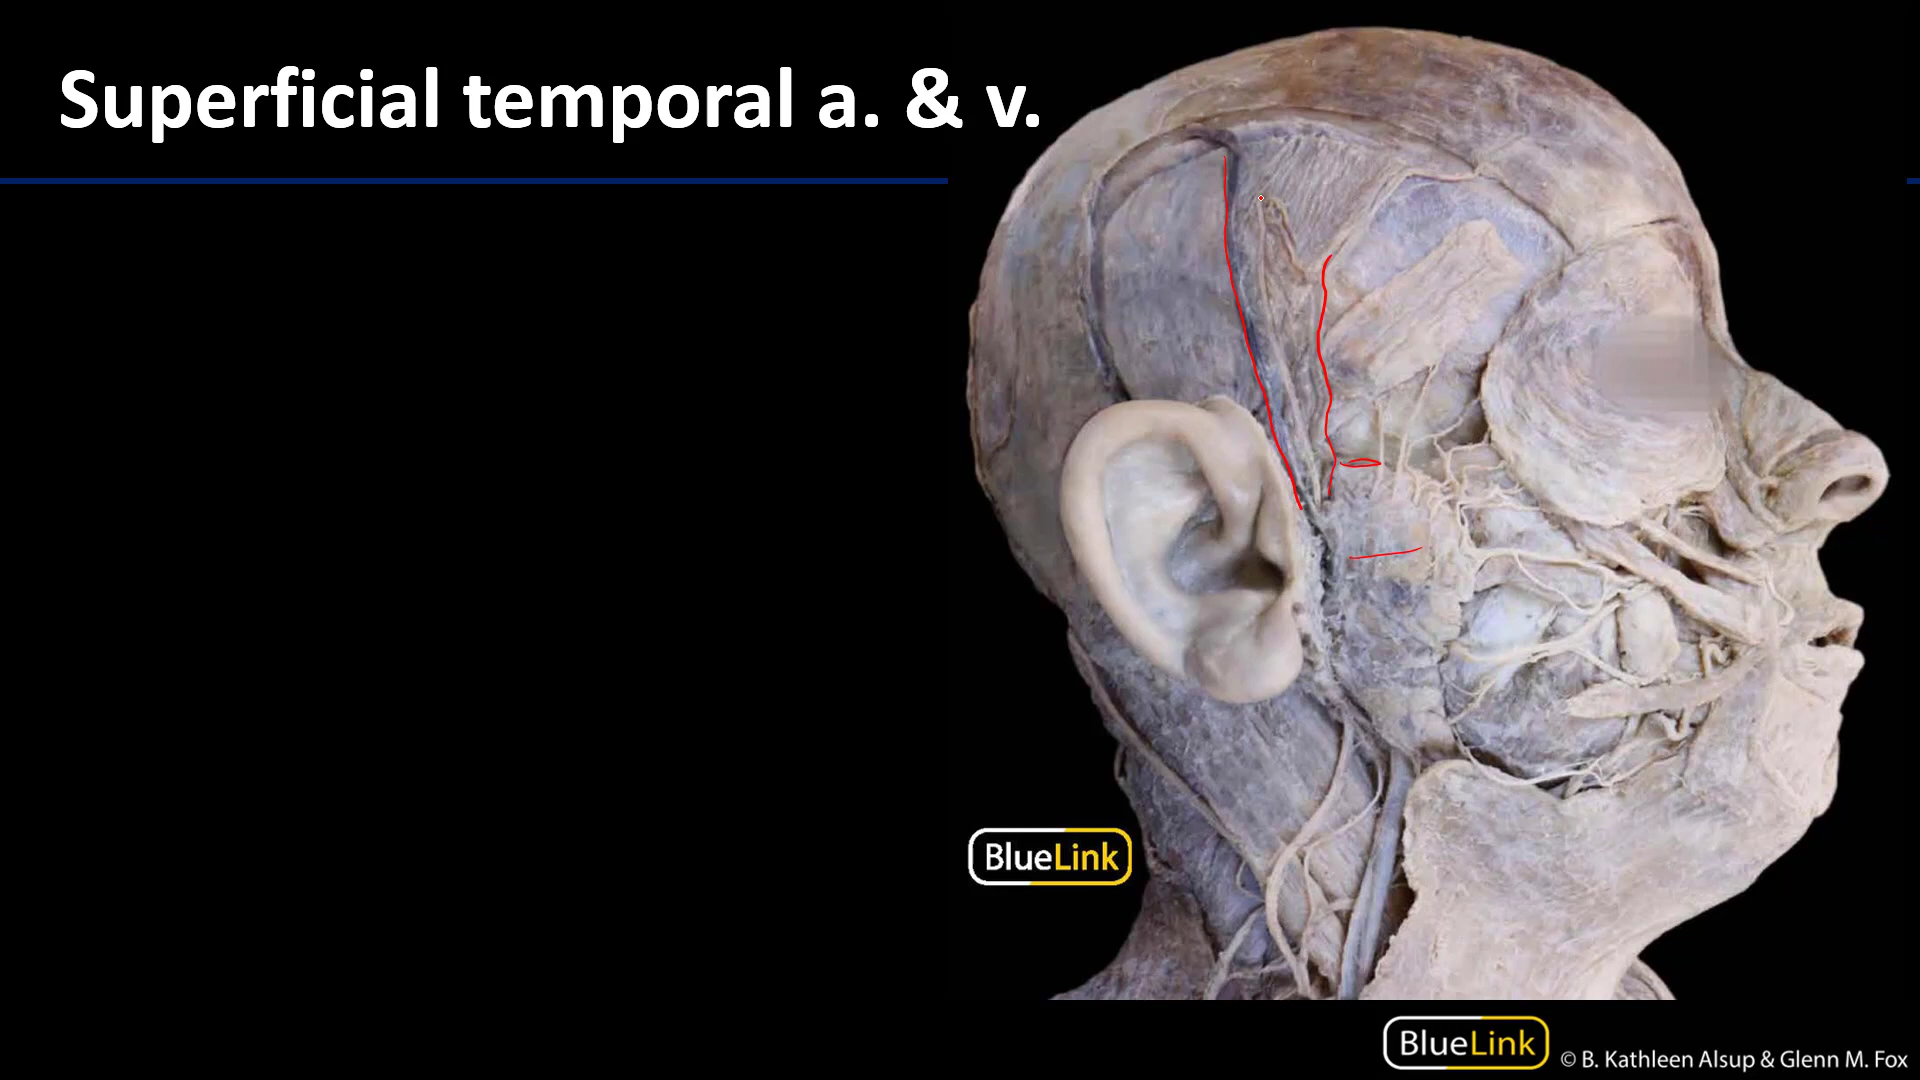 Superficial temporal a. & v.
BlueLink
BlueLink © B. Kathleen Alsup & Glenn M. Fox